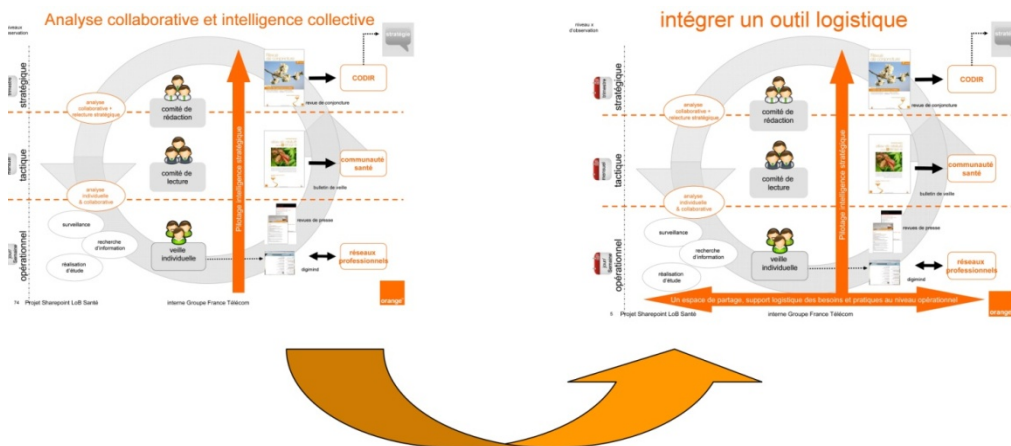 Analyse collaborative et intelligence collective
stratégie
stratégique
CODIR
revue de conjoncture
analyse
collaborative +
relecture stratégique
comité de
rédaction
Pilotage intelligence stratégique
tactique
comité de
lecture
communauté
santé
bulletin de veille
analyse
individuelle
& collaborative
surveillance
recherche
d'information
réalisation
d'étude
opérationnel
veille
individuelle
revues de presse
digimind
réseaux
professionnels
74 Projet Sharepoint LoB Santé
interne Groupe France Télécom
orange
intégrer un outil logistique
niveau x
d'observation
stratégique
CODIR
revue de conjoncture
analyse
collaborative +
relecture stratégique
comité de
rédaction
Pilotage intelligence stratégique
tactique
comité de
lecture
communauté
santé
bulletin de veille
analyse
individuelle
& collaborative
surveillance
recherche
d'information
réalisation
d'étude
opérationnel
veille
individuelle
revues de presse
digimind
réseaux
professionnels
Un espace de partage, support logistique des besoins et pratiques au niveau opérationnel
5 Projet Sharepoint LoB Santé
interne Groupe France Télécom
orange